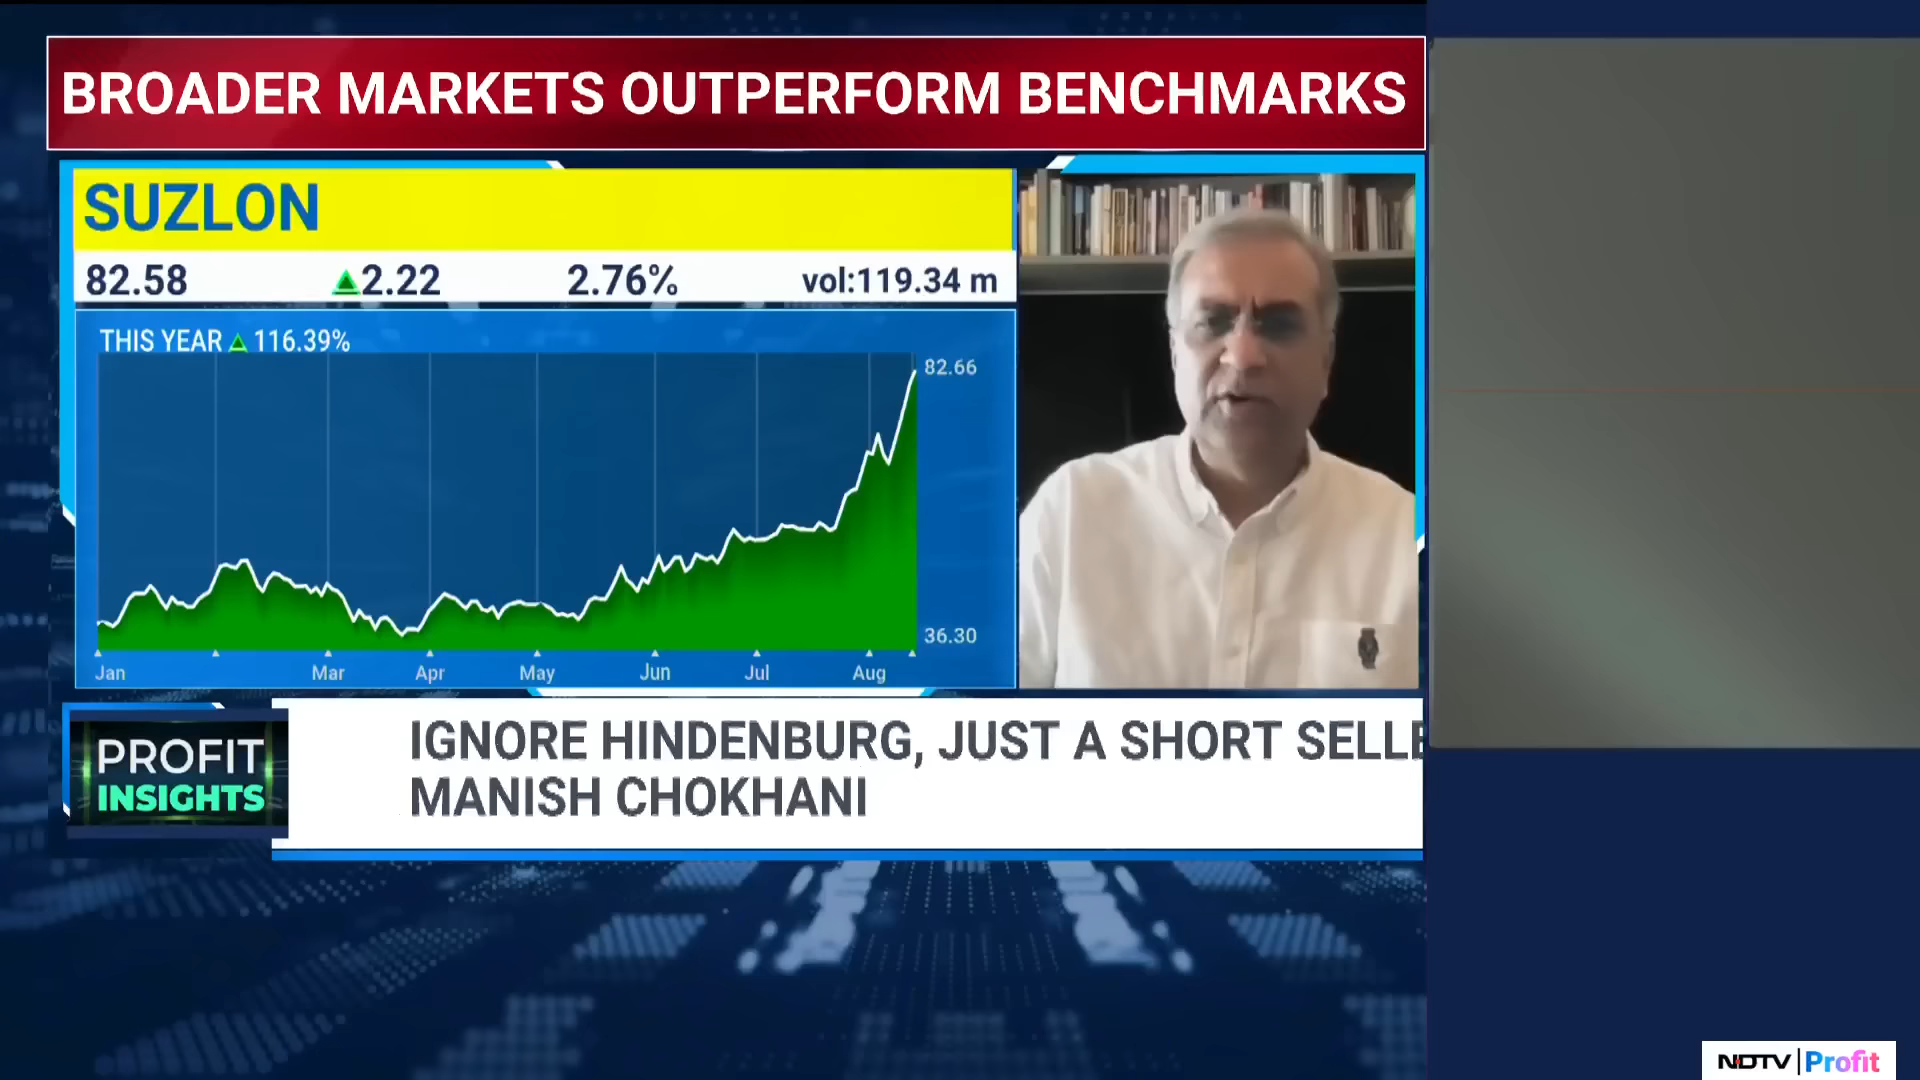 BROADER MARKETS OUTPERFORM BENCHMARKS
SUZLON
82.58 2.22 2.76% vol:119.34 m
THIS YEAR 116.39%
82.66
36.30
Jan Mar Apr May Jun Jul Aug
PROFIT
INSIGHTS
IGNORE HINDENBURG, JUST A SHORT SELLE
MANISH CHOKHANI
NDTV Profit